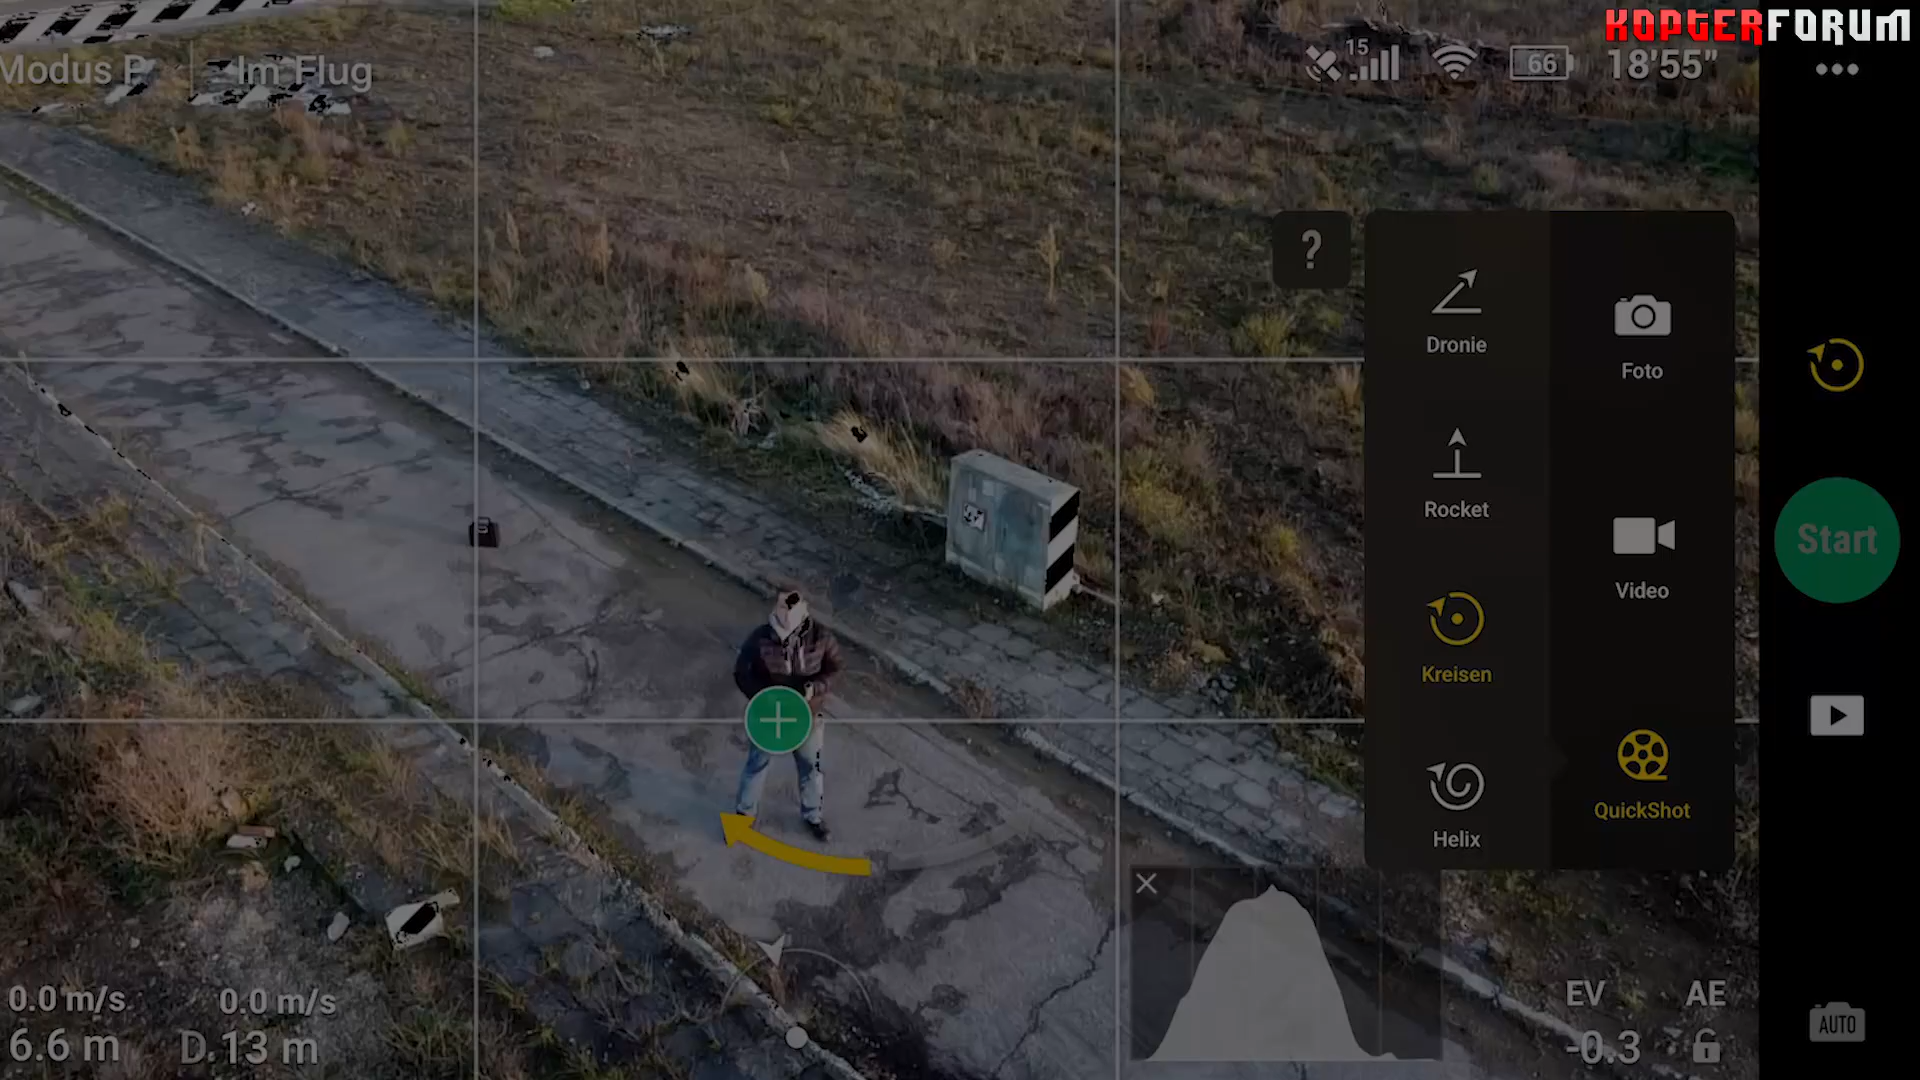 KOPTERFORUM
Modus P
Im Flug
15
66
18'55"
?
Dronie
Foto
Rocket
Video
Kreisen
Helix
QuickShot
Start
0.0 m/s
0.0 m/s
6.6 m
D.13 m
EV
AE
-0.3
AUTO